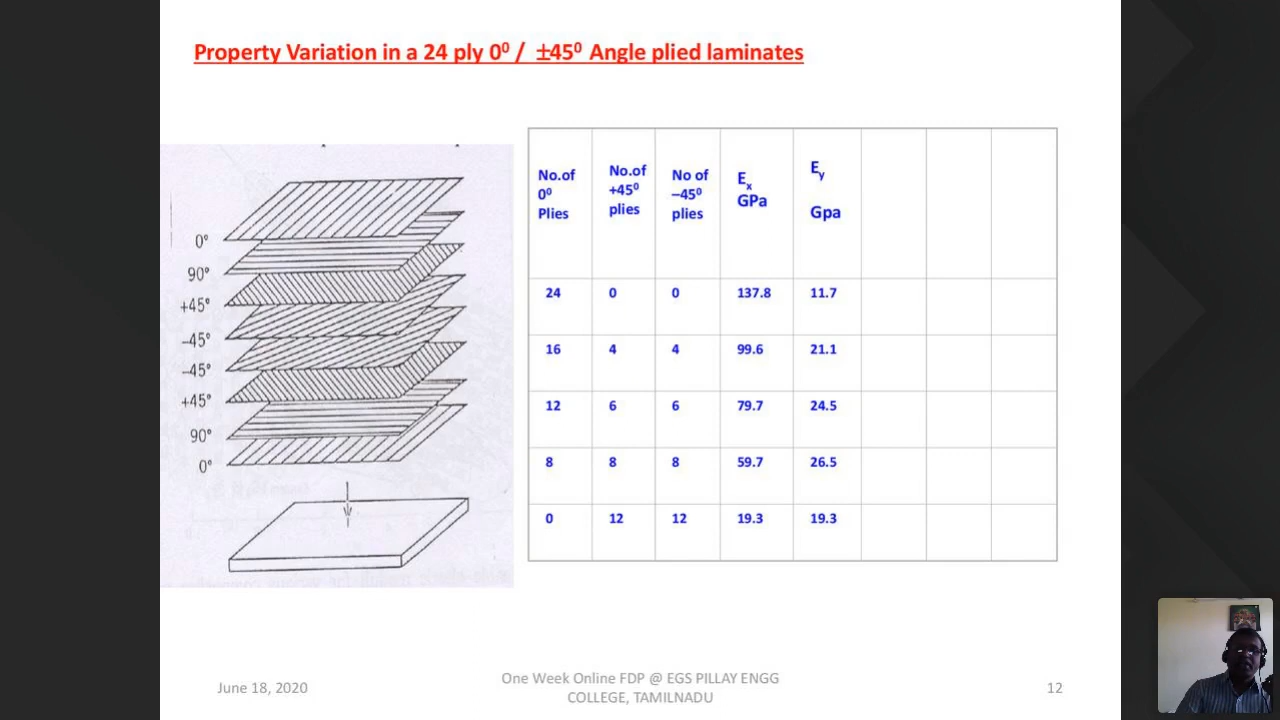 Property Variation in a 24 ply 0⁰ / ±45⁰ Angle plied laminates
0°
90°
+45°
–45°
–45°
+45°
90°
0°
No.of 0⁰ Plies | No.of +45⁰ plies | No of –45⁰ plies | Eₓ GPa | Eᵧ Gpa
24 | 0 | 0 | 137.8 | 11.7
16 | 4 | 4 | 99.6 | 21.1
12 | 6 | 6 | 79.7 | 24.5
8 | 8 | 8 | 59.7 | 26.5
0 | 12 | 12 | 19.3 | 19.3
June 18, 2020
One Week Online FDP @ EGS PILLAY ENGG
COLLEGE, TAMILNADU
12